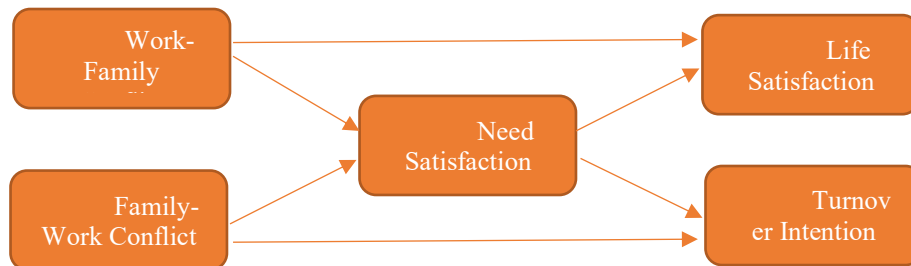 Work-
Family
Life
Satisfaction
Need
Satisfaction
Family-
Work Conflict
Turnov
er Intention